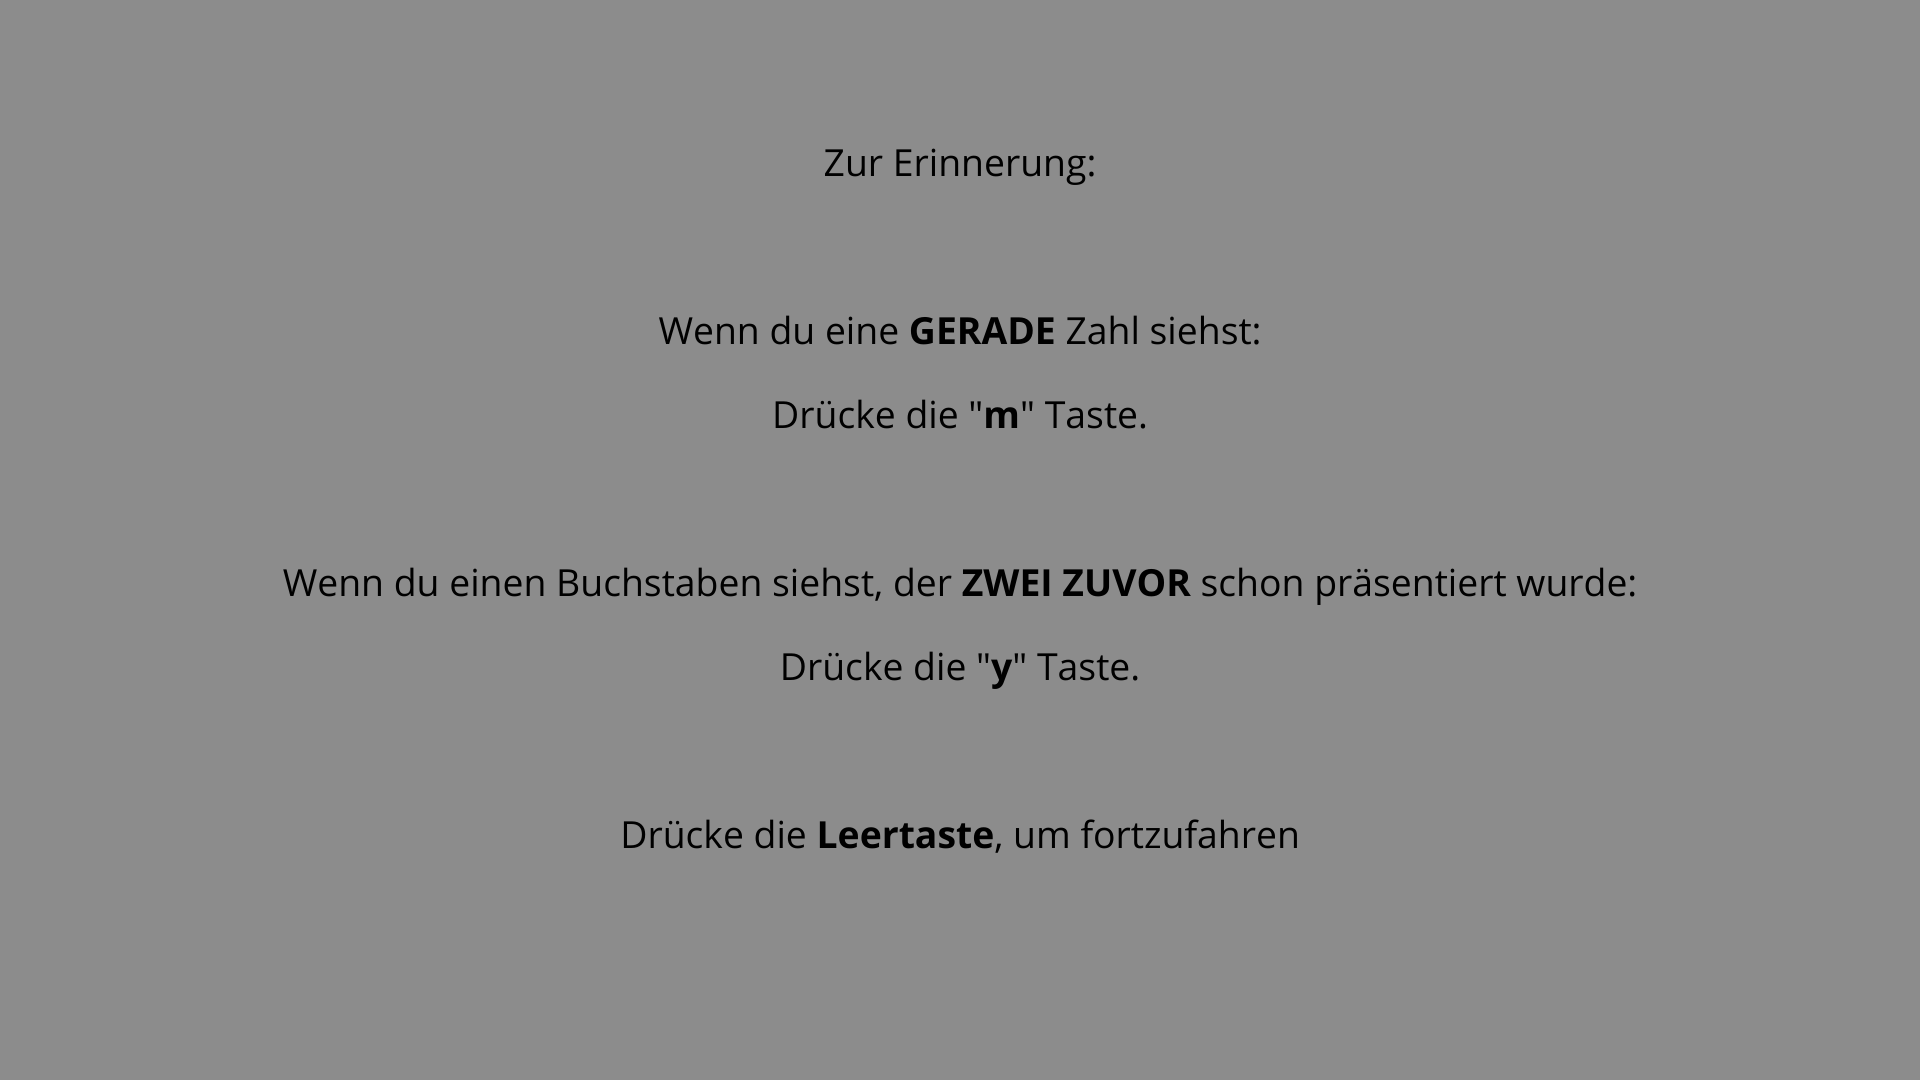 Zur Erinnerung:
Wenn du eine GERADE Zahl siehst:
Drücke die "m" Taste.
Wenn du einen Buchstaben siehst, der ZWEI ZUVOR schon präsentiert wurde:
Drücke die "y" Taste.
Drücke die Leertaste, um fortzufahren